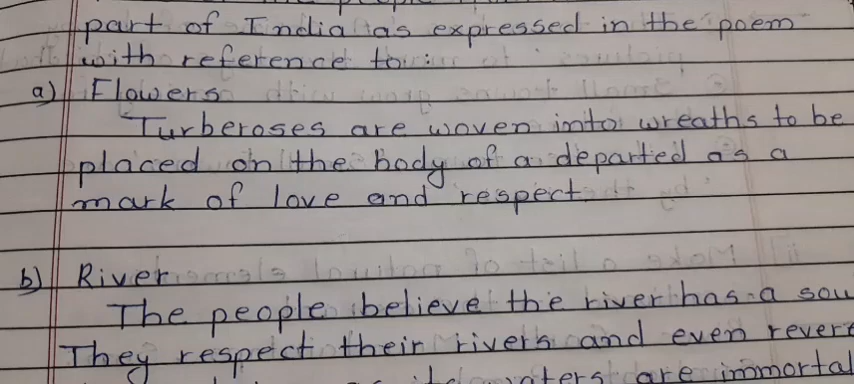 part of India as expressed in the poem
with reference to:
a) Flowers
Turberoses are woven into wreaths to be
placed on the body of a departed as a
mark of love and respect.
b) River
The people believe the river has a sou
They respect their rivers and even revere
are immortal